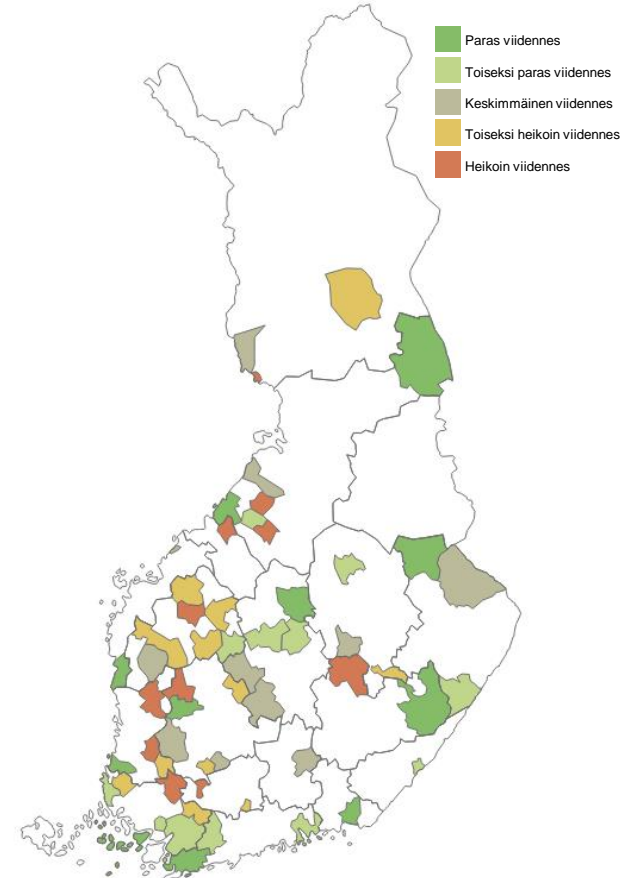 Paras viidennes
Toiseksi paras viidennes
Keskimmäinen viidennes
Toiseksi heikoin viidennes
Heikoin viidennes